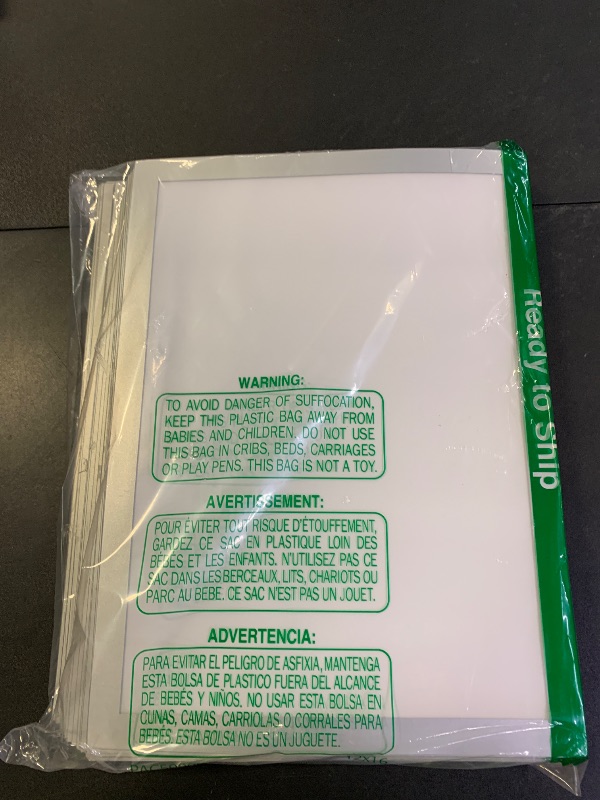 WARNING:
TO AVOID DANGER OF SUFFOCATION,
KEEP THIS PLASTIC BAG AWAY FROM
BABIES AND CHILDREN. DO NOT USE
THIS BAG IN CRIBS, BEDS, CARRIAGES
OR PLAY PENS. THIS BAG IS NOT A TOY.
AVERTISSEMENT:
POUR ÉVITER TOUT RISQUE D'ÉTOUFFEMENT,
GARDEZ CE SAC EN PLASTIQUE LOIN DES
BÉBÉS ET LES ENFANTS. N'UTILISEZ PAS CE
SAC DANS LES BERCEAUX, LITS, CHARIOTS OU
PARC AU BEBE. CE SAC N'EST PAS UN JOUET.
ADVERTENCIA:
PARA EVITAR EL PELIGRO DE ASFIXIA, MANTENGA
ESTA BOLSA DE PLASTICO FUERA DEL ALCANCE
DE BEBÉS Y NIÑOS. NO USAR ESTA BOLSA EN
CUNAS, CAMAS, CARRIOLAS O CORRALES PARA
BEBÉS. ESTA BOLSA NO ES UN JUGUETE.
12X16
Ready to Ship